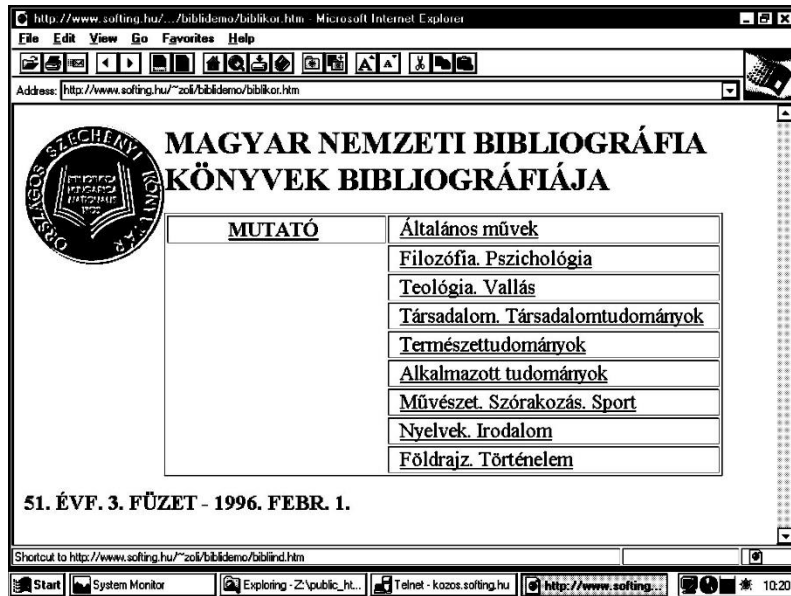 http://www.softing.hu/.../biblidemo/biblikor.htm - Microsoft Internet Explorer
File Edit View Go Favorites Help
Address: http://www.softing.hu/~zoli/biblidemo/biblikor.htm
ORSZÁGOS SZÉCHÉNYI KÖNYVTÁR
MAGYAR NEMZETI BIBLIOGRÁFIA
KÖNYVEK BIBLIOGRÁFIÁJA
MUTATÓ
Általános művek
Filozófia. Pszichológia
Teológia. Vallás
Társadalom. Társadalomtudományok
Természettudományok
Alkalmazott tudományok
Művészet. Szórakozás. Sport
Nyelvek. Irodalom
Földrajz. Történelem
51. ÉVF. 3. FÜZET - 1996. FEBR. 1.
Shortcut to http://www.softing.hu/~zoli/biblidemo/bibliind.htm
Start System Monitor Exploring - Z:\public_ht... Telnet - kozos.softing.hu http://www.softing... 10:20